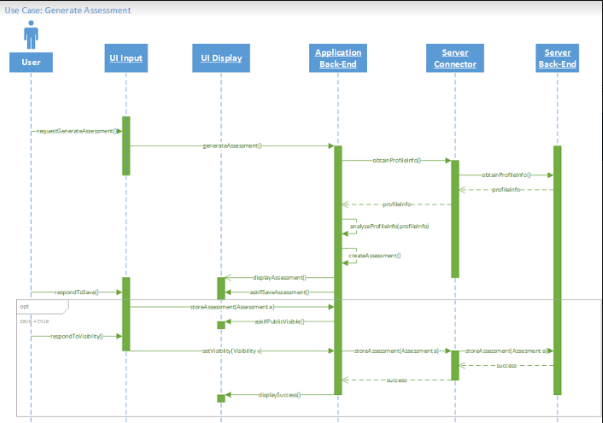 Use Case: Generate Assessment
User
UI Input
UI Display
Application
Back-End
Server
Connector
Server
Back-End
requestGenerateAssessment()
generateAssessment()
obtainProfileInfo()
obtainProfileInfo()
profileInfo
profileInfo
analyseProfileInfo(profileInfo)
createAssessment()
displayAssessment()
respondToSave()
askIfSaveAssessment()
opt
storeAssessment(Assessment a)
save = true
askIfPublicVisible()
respondToVisiblity()
setVisibility(Visibility v)
storeAssessment(Assessment a)
storeAssessment(Assessment a)
success
success
displaySuccess()